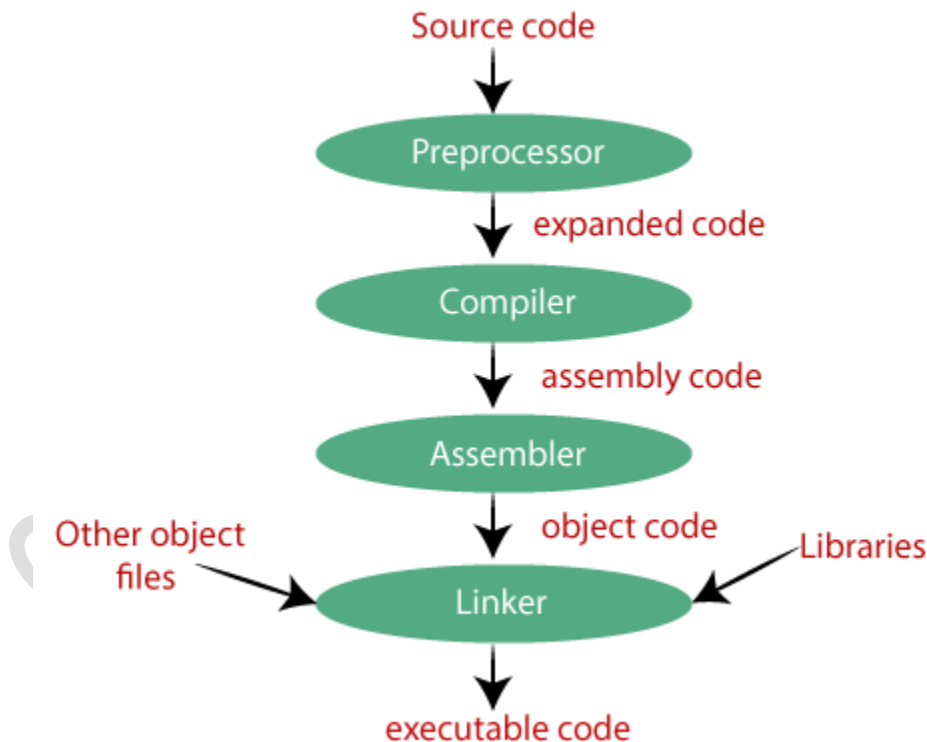 Source code
Preprocessor
expanded code
Compiler
assembly code
Assembler
object code
Other object
files
Libraries
Linker
executable code